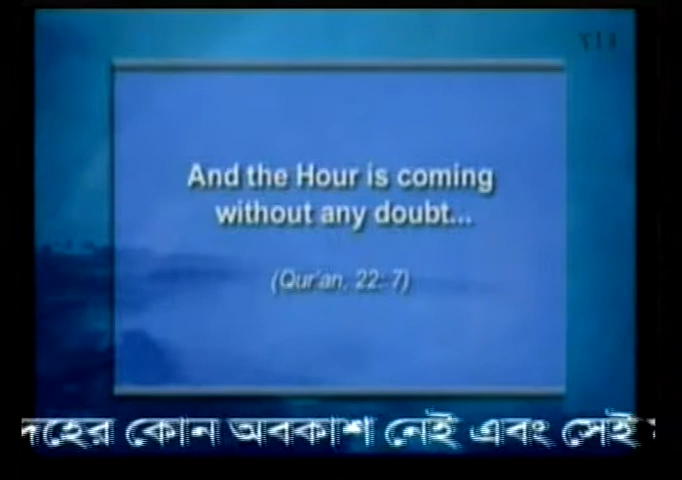 And the Hour is coming
without any doubt...
(Qur'an, 22: 7)
কোন অবকাশ নেই এবং সেই